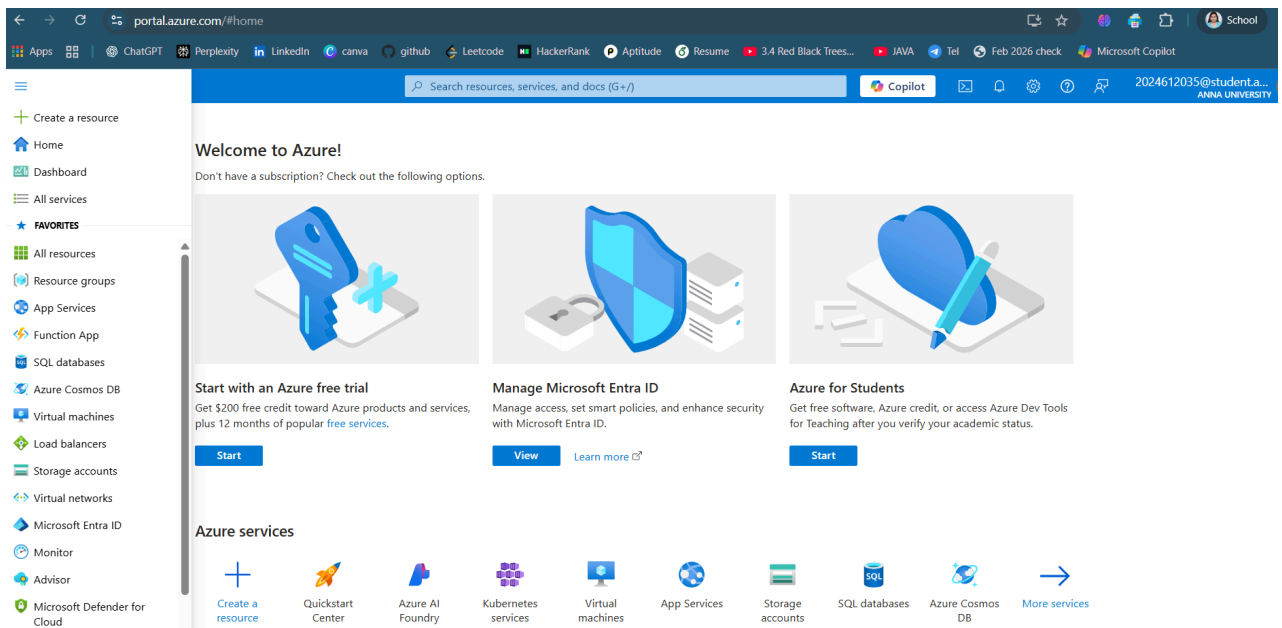 portal.azure.com/#home
School
Apps
ChatGPT
Perplexity
LinkedIn
canva
github
Leetcode
HackerRank
Aptitude
Resume
3.4 Red Black Trees...
JAVA
Tel
Feb 2026 check
Microsoft Copilot
Search resources, services, and docs (G+/)
Copilot
2024612035@student.a...
ANNA UNIVERSITY
Create a resource
Home
Dashboard
All services
FAVORITES
All resources
Resource groups
App Services
Function App
SQL databases
Azure Cosmos DB
Virtual machines
Load balancers
Storage accounts
Virtual networks
Microsoft Entra ID
Monitor
Advisor
Microsoft Defender for
Cloud
Welcome to Azure!
Don't have a subscription? Check out the following options.
Start with an Azure free trial
Get $200 free credit toward Azure products and services,
plus 12 months of popular free services.
Start
Manage Microsoft Entra ID
Manage access, set smart policies, and enhance security
with Microsoft Entra ID.
View
Learn more
Azure for Students
Get free software, Azure credit, or access Azure Dev Tools
for Teaching after you verify your academic status.
Start
Azure services
Create a
resource
Quickstart
Center
Azure AI
Foundry
Kubernetes
services
Virtual
machines
App Services
Storage
accounts
SQL
SQL databases
Azure Cosmos
DB
More services